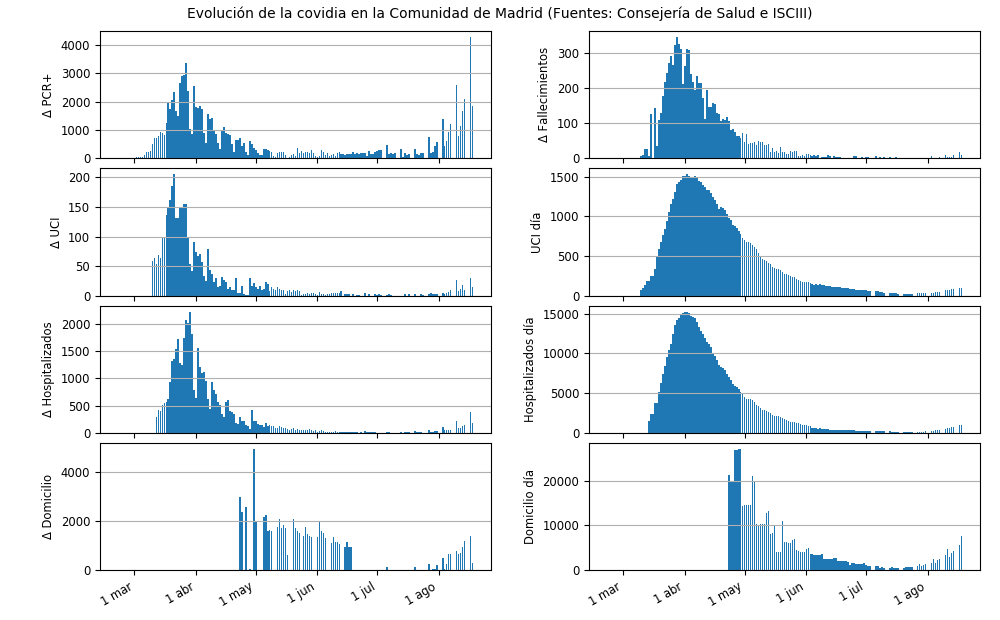 Evolución de la covidia en la Comunidad de Madrid (Fuentes: Consejería de Salud e ISCIII)
Δ PCR+
4000
3000
2000
1000
0
Δ Fallecimientos
300
200
100
0
Δ UCI
200
150
100
50
0
UCI día
1500
1000
500
0
Δ Hospitalizados
2000
1500
1000
500
0
Hospitalizados día
15000
10000
5000
0
Δ Domicilio
4000
2000
0
1 mar
1 abr
1 may
1 jun
1 jul
1 ago
Domicilio día
20000
10000
0
1 mar
1 abr
1 may
1 jun
1 jul
1 ago